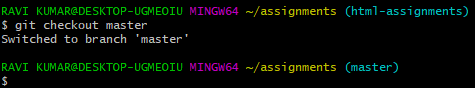 RAVI KUMAR@DESKTOP-UGMEOIU MINGW64 ~/assignments (html-assignments)
$ git checkout master
Switched to branch 'master'
RAVI KUMAR@DESKTOP-UGMEOIU MINGW64 ~/assignments (master)
$